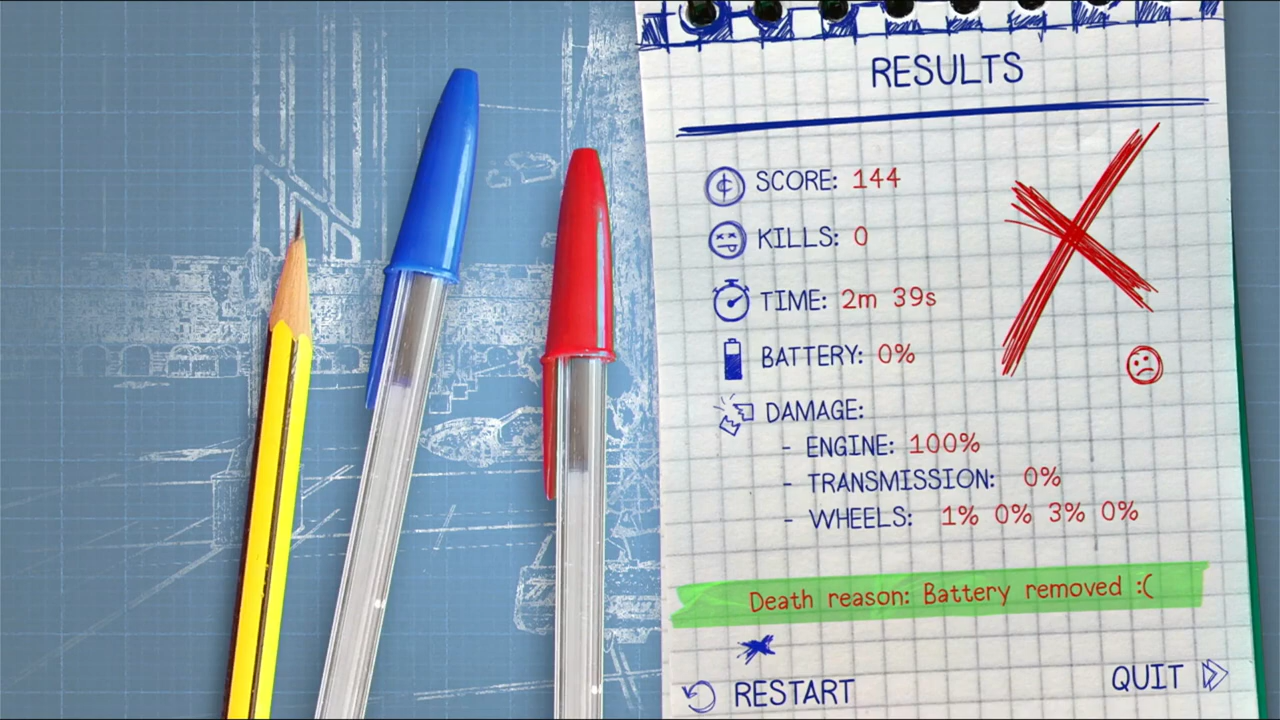 RESULTS
SCORE: 144
KILLS: 0
TIME: 2m 39s
BATTERY: 0%
DAMAGE:
- ENGINE: 100%
- TRANSMISSION: 0%
- WHEELS: 1% 0% 3% 0%
Death reason: Battery removed :(
RESTART
QUIT